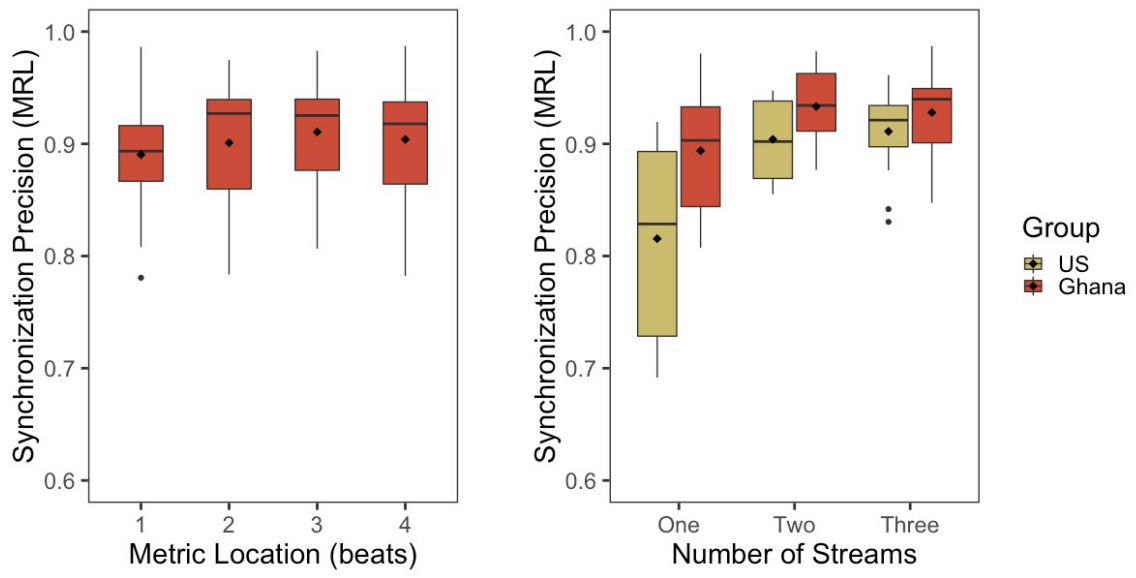 Synchronization Precision (MRL)
1.0
0.9
0.8
0.7
0.6
1 2 3 4
Metric Location (beats)
Synchronization Precision (MRL)
1.0
0.9
0.8
0.7
0.6
One Two Three
Number of Streams
Group
US
Ghana